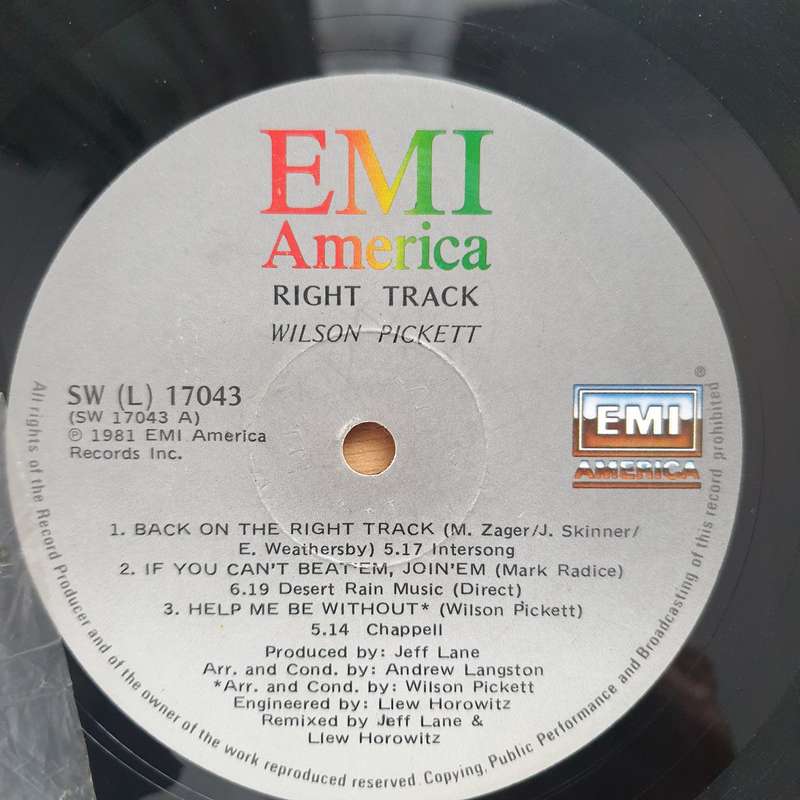 EMI
America
RIGHT TRACK
WILSON PICKETT
SW (L) 17043
(SW 17043 A)
℗ 1981 EMI America
Records Inc.
®
EMI
AMERICA
1. BACK ON THE RIGHT TRACK (M. Zager/J. Skinner/
E. Weathersby) 5.17 Intersong
2. IF YOU CAN'T BEAT'EM, JOIN'EM (Mark Radice)
6.19 Desert Rain Music (Direct)
3. HELP ME BE WITHOUT* (Wilson Pickett)
5.14 Chappell
Produced by: Jeff Lane
Arr. and Cond. by: Andrew Langston
*Arr. and Cond. by: Wilson Pickett
Engineered by: Llew Horowitz
Remixed by Jeff Lane &
Llew Horowitz
All rights of the Record Producer and of the owner of the work reproduced reserved. Copying, Public Performance and Broadcasting of this record prohibited